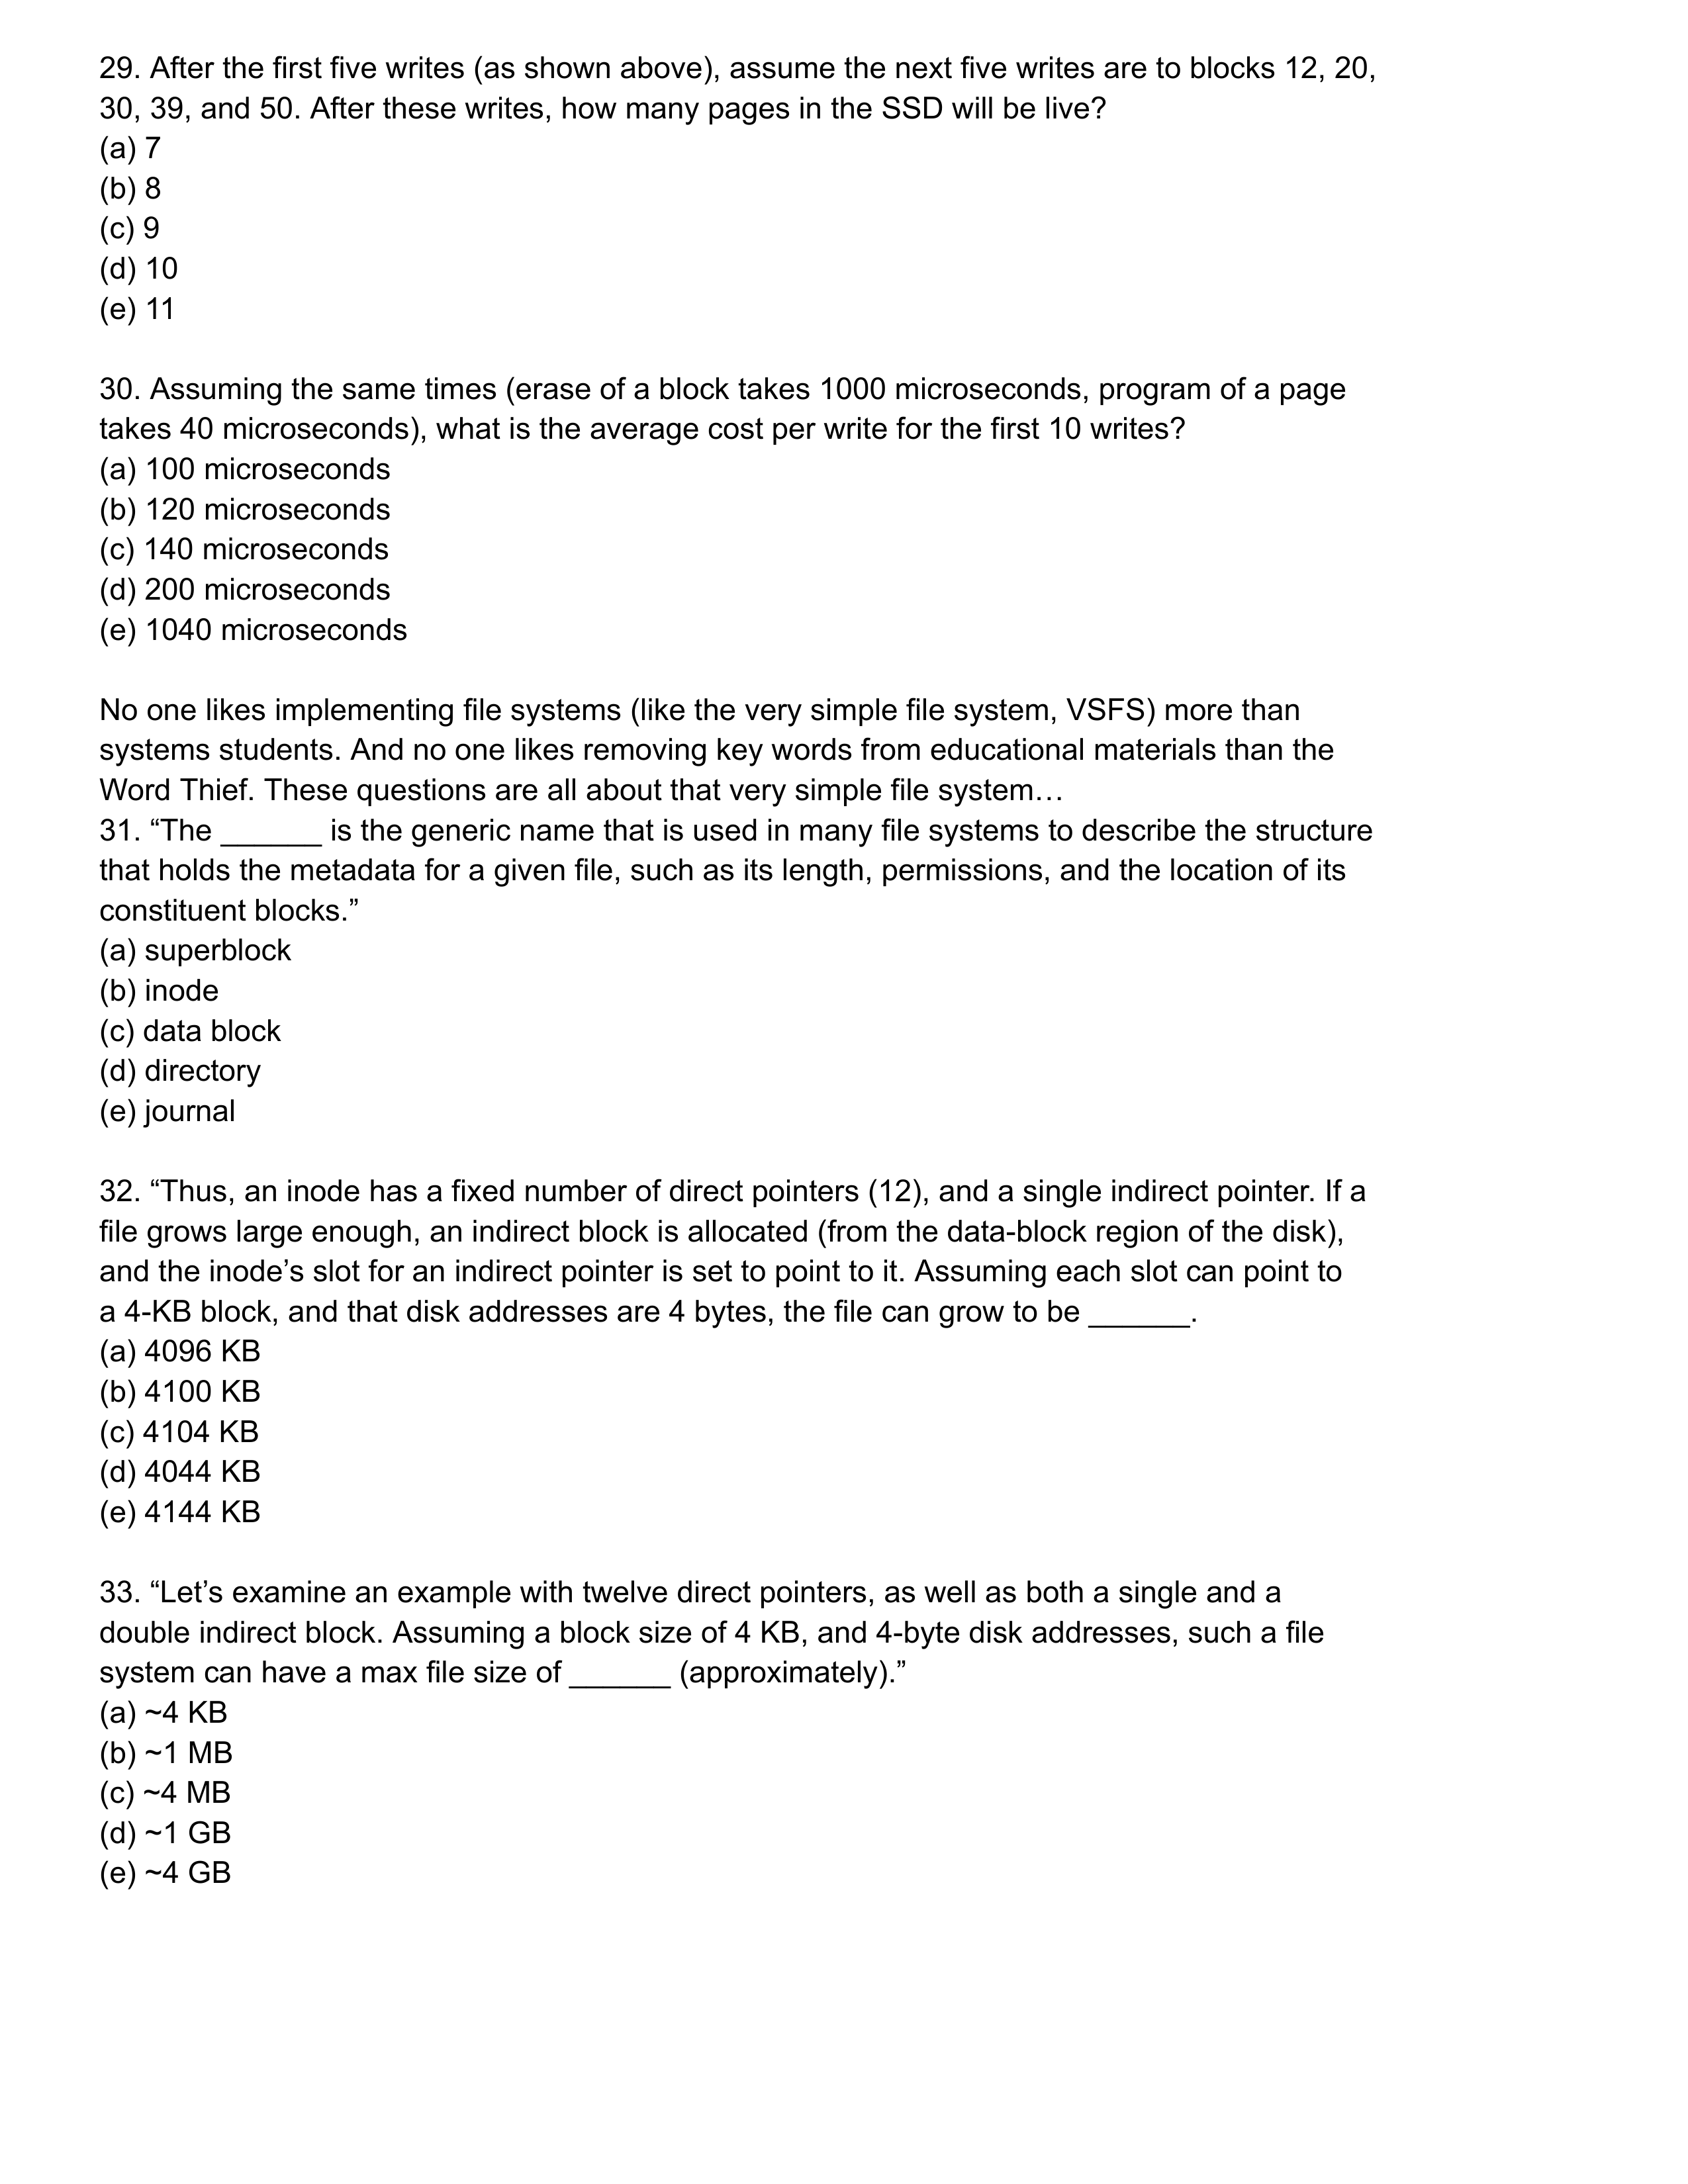 29. After the first five writes (as shown above), assume the next five writes are to blocks 12, 20,
30, 39, and 50. After these writes, how many pages in the SSD will be live?
(a) 7
(b) 8
(c) 9
(d) 10
(e) 11
30. Assuming the same times (erase of a block takes 1000 microseconds, program of a page
takes 40 microseconds), what is the average cost per write for the first 10 writes?
(a) 100 microseconds
(b) 120 microseconds
(c) 140 microseconds
(d) 200 microseconds
(e) 1040 microseconds
No one likes implementing file systems (like the very simple file system, VSFS) more than
systems students. And no one likes removing key words from educational materials than the
Word Thief. These questions are all about that very simple file system…
31. “The ______ is the generic name that is used in many file systems to describe the structure
that holds the metadata for a given file, such as its length, permissions, and the location of its
constituent blocks.”
(a) superblock
(b) inode
(c) data block
(d) directory
(e) journal
32. “Thus, an inode has a fixed number of direct pointers (12), and a single indirect pointer. If a
file grows large enough, an indirect block is allocated (from the data-block region of the disk),
and the inode’s slot for an indirect pointer is set to point to it. Assuming each slot can point to
a 4-KB block, and that disk addresses are 4 bytes, the file can grow to be ______.
(a) 4096 KB
(b) 4100 KB
(c) 4104 KB
(d) 4044 KB
(e) 4144 KB
33. “Let’s examine an example with twelve direct pointers, as well as both a single and a
double indirect block. Assuming a block size of 4 KB, and 4-byte disk addresses, such a file
system can have a max file size of ______ (approximately).”
(a) ~4 KB
(b) ~1 MB
(c) ~4 MB
(d) ~1 GB
(e) ~4 GB